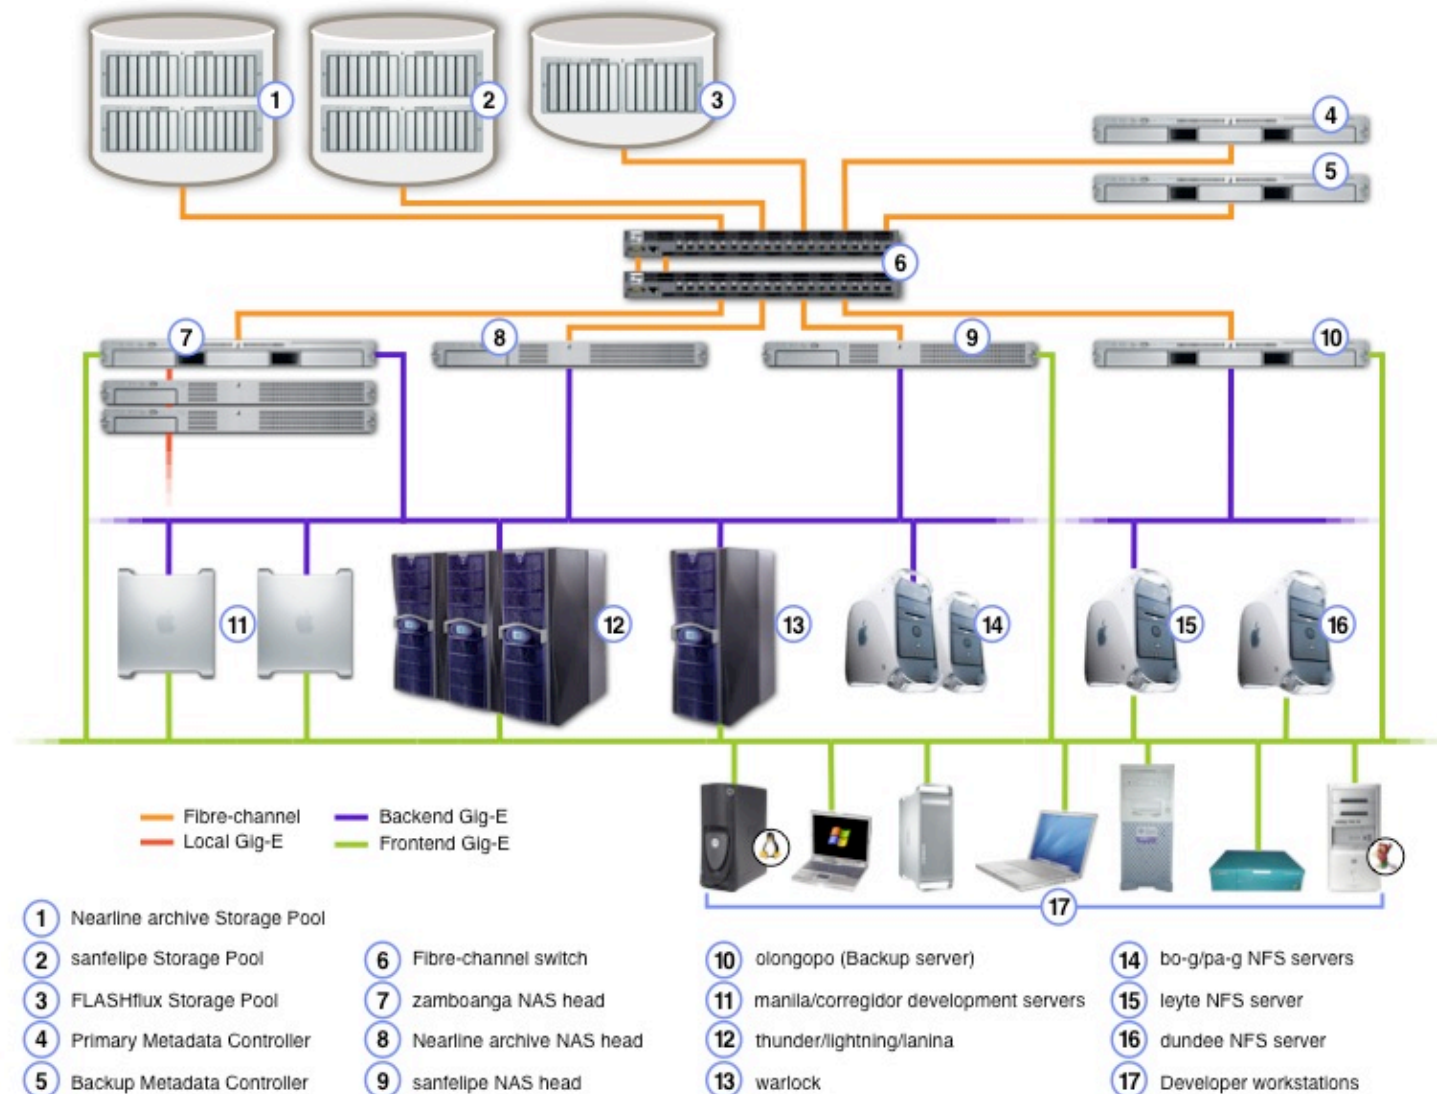 1
2
3
4
5
6
7
8
9
10
11
12
13
14
15
16
Fibre-channel
Backend Gig-E
Local Gig-E
Frontend Gig-E
17
1 Nearline archive Storage Pool
2 sanfelipe Storage Pool
3 FLASHflux Storage Pool
4 Primary Metadata Controller
5 Backup Metadata Controller
6 Fibre-channel switch
7 zamboanga NAS head
8 Nearline archive NAS head
9 sanfelipe NAS head
10 olongopo (Backup server)
11 manila/corregidor development servers
12 thunder/lightning/lanina
13 warlock
14 bo-g/pa-g NFS servers
15 leyte NFS server
16 dundee NFS server
17 Developer workstations